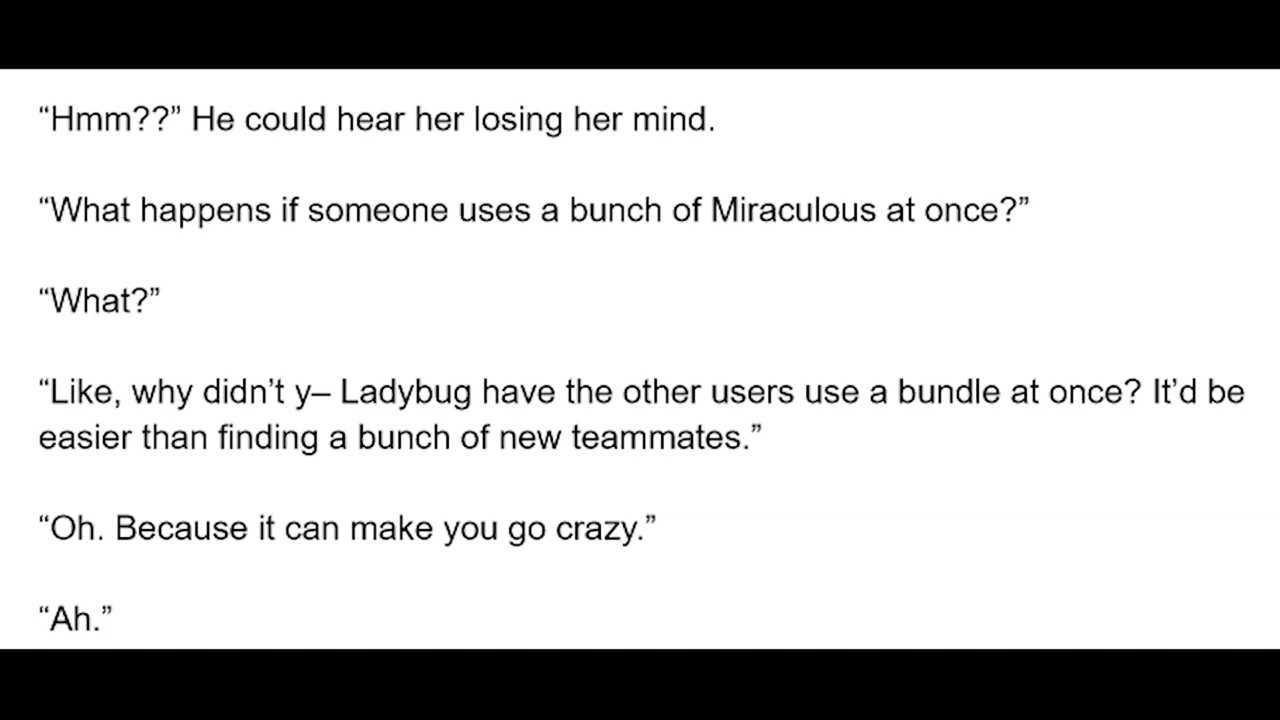 “Hmm??” He could hear her losing her mind.
“What happens if someone uses a bunch of Miraculous at once?”
“What?”
“Like, why didn’t y– Ladybug have the other users use a bundle at once? It’d be
easier than finding a bunch of new teammates.”
“Oh. Because it can make you go crazy.”
“Ah.”